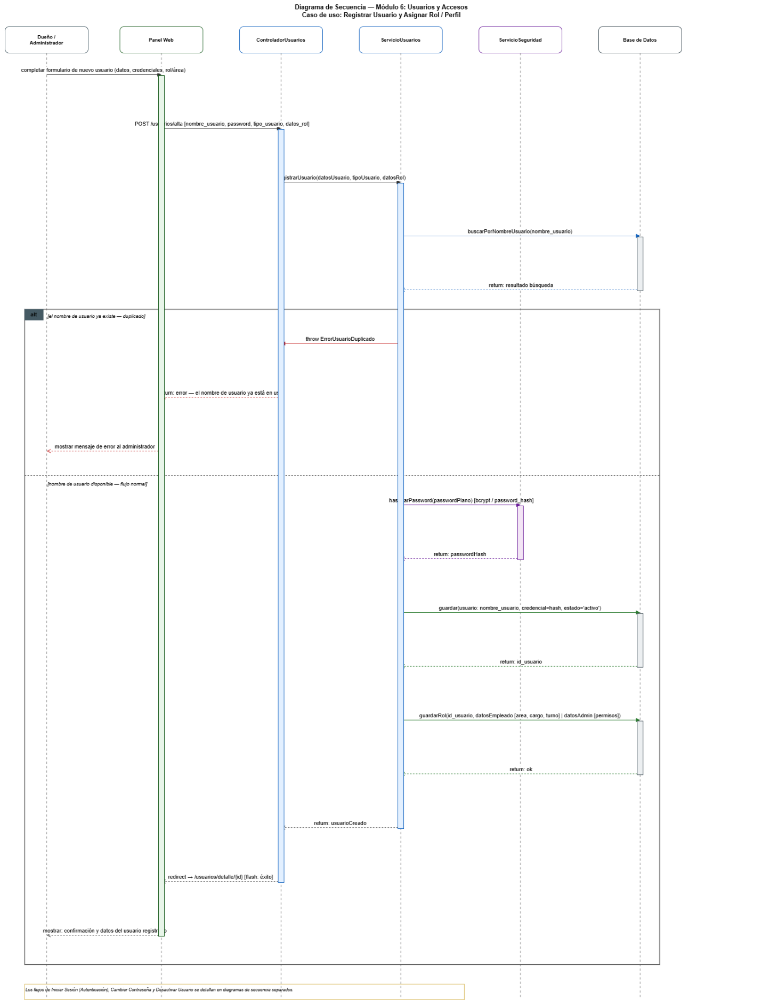 Diagrama de Secuencia — Módulo 6: Usuarios y Accesos
Caso de uso: Registrar Usuario y Asignar Rol / Perfil
Dueño /
Administrador
Panel Web
ControladorUsuarios
ServicioUsuarios
ServicioSeguridad
Base de Datos
completar formulario de nuevo usuario (datos, credenciales, rol/área)
POST /us rios/alta [nombre_usuario, password, tipo_usuario, datos_rol]
gistrarUsuario(datosUsuario, tipoUsuario, datosRol)
buscarPorNombreUsuario(nombre_usuario)
return: resultado búsqueda
alt
[el nombre de usuario ya existe — duplicado]
throw ErrorUsuarioDuplicado
urn: error — el nombre de usuario ya está en us
mostrar mensaje de error al administrador
[nombre de usuario disponible — flujo normal]
has arPassword(passwordPlano) [bcrypt / password_hash]
return: passwordHash
guardar(usuario: nombre_usuario, credencial=hash, estado='activo')
return: id_usuario
guardarRol(id_usuario, datosEmpleado [area, cargo, turno] | datosAdmin [permisos])
return: ok
return: usuarioCreado
redirect → /usuarios/detalle/{id} [flash: éxito]
mostrar: confirmación y datos del usuario registr o
Los flujos de Iniciar Sesión (Autenticación), Cambiar Contraseña y Desactivar Usuario se detallan en diagramas de secuencia separados.